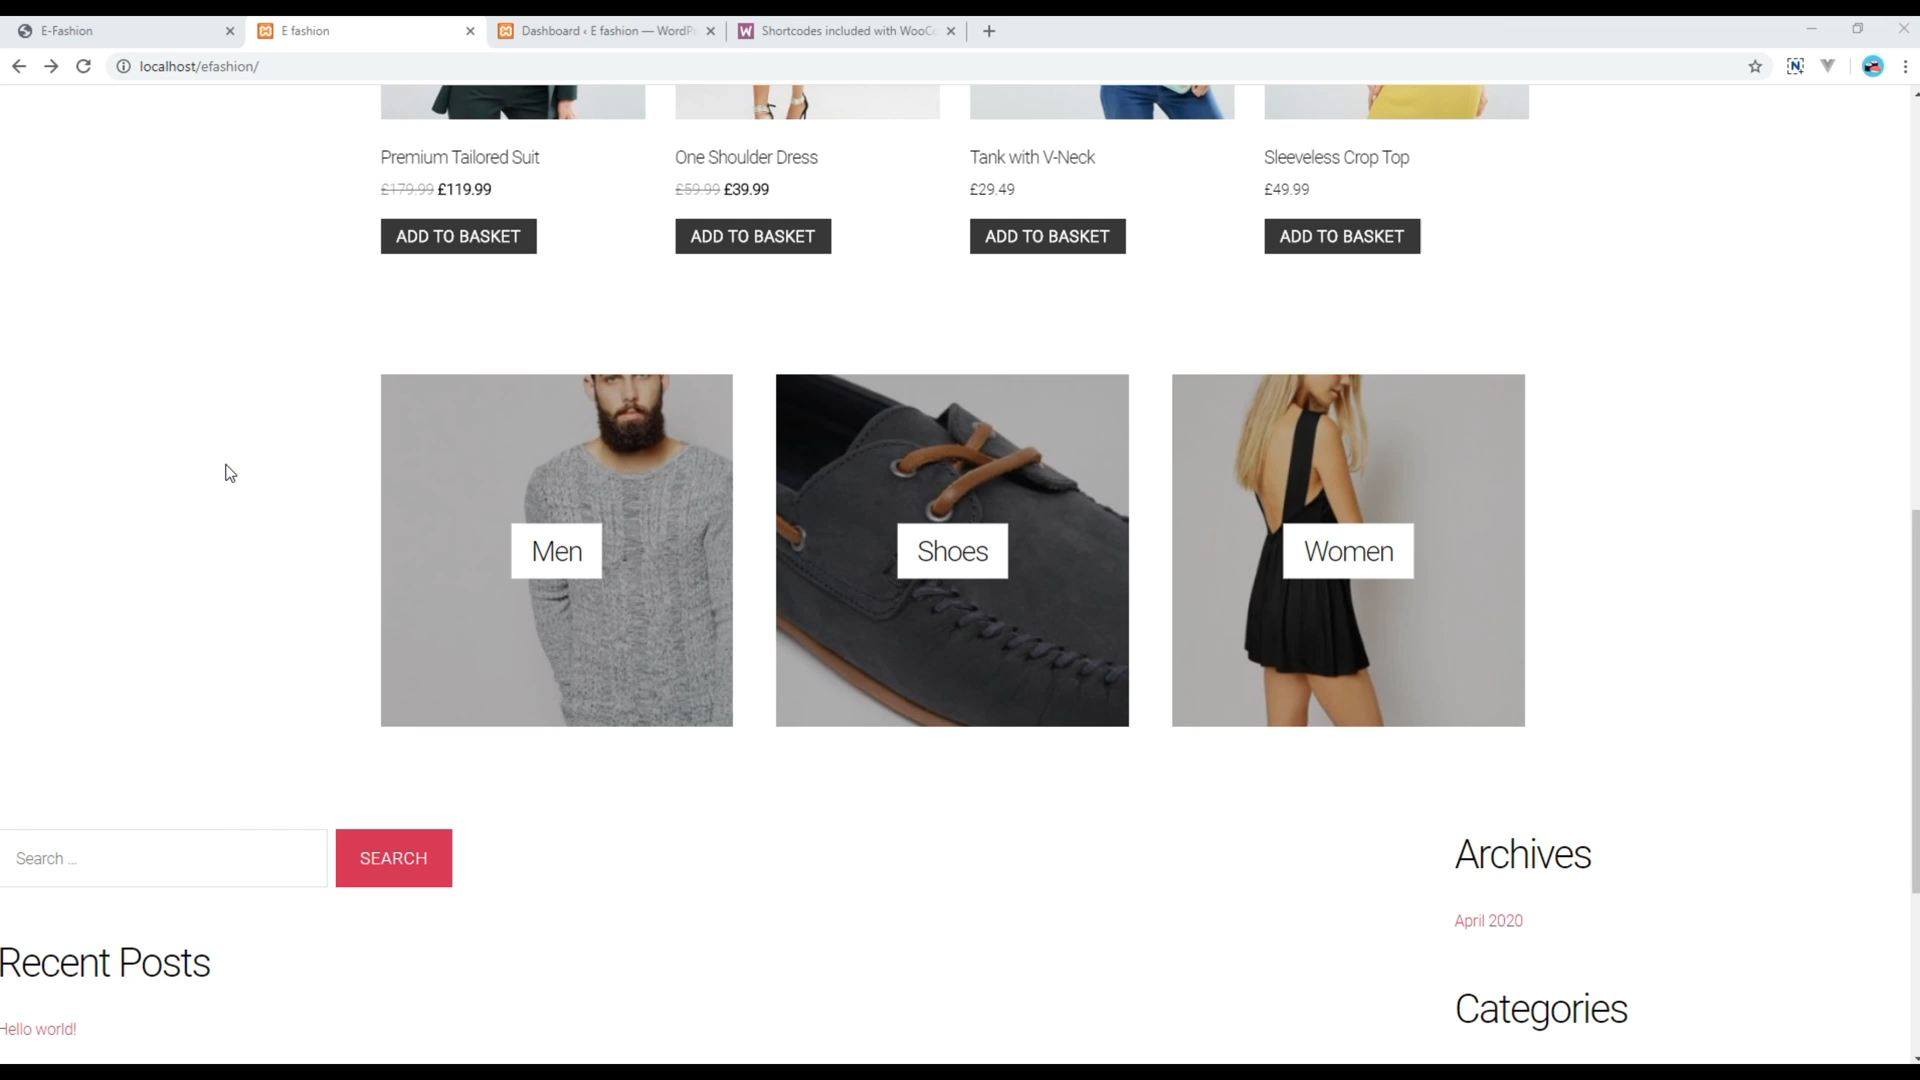 E-Fashion
E fashion
Dashboard ‹ E fashion — WordPr
Shortcodes included with WooCo
localhost/efashion/
Premium Tailored Suit
£179.99 £119.99
ADD TO BASKET
One Shoulder Dress
£59.99 £39.99
ADD TO BASKET
Tank with V-Neck
£29.49
ADD TO BASKET
Sleeveless Crop Top
£49.99
ADD TO BASKET
Men
Shoes
Women
Search …
SEARCH
Recent Posts
Hello world!
Archives
April 2020
Categories